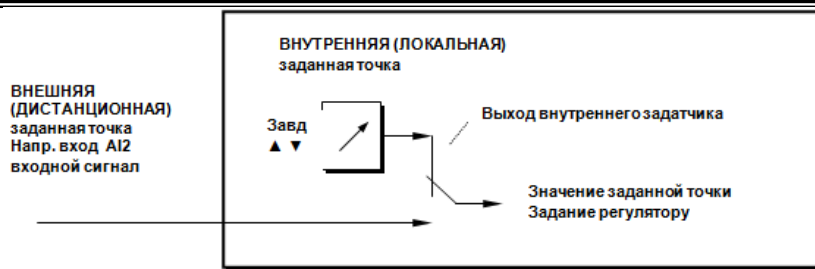 ВНУТРЕННЯЯ (ЛОКАЛЬНАЯ)
заданная точка
ВНЕШНЯЯ
(ДИСТАНЦИОННАЯ)
заданная точка
Напр. вход AI2
входной сигнал
Завд
▲ ▼
Выход внутреннего задатчика
Значение заданной точки
Задание регулятору